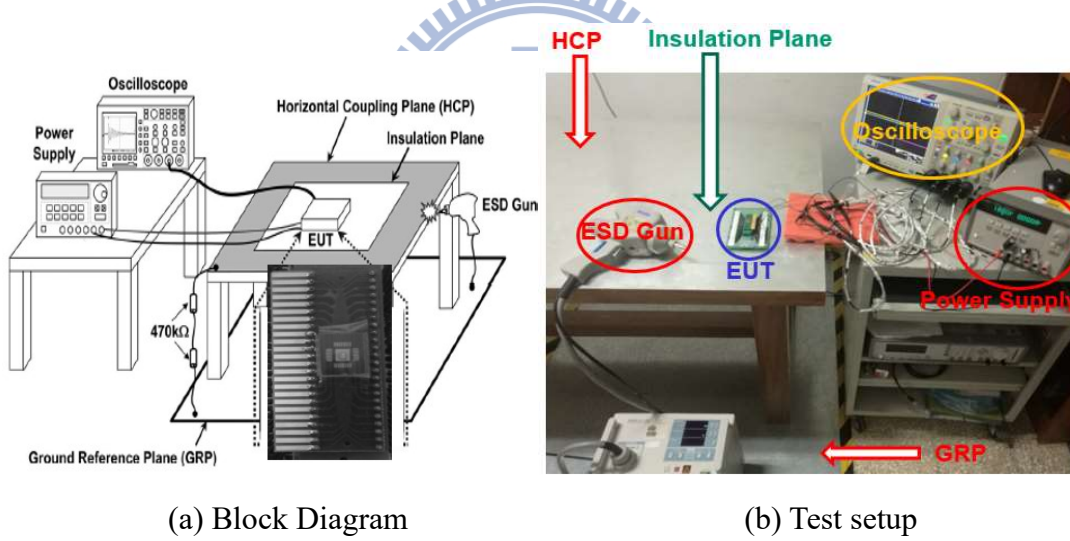 Oscilloscope
Power
Supply
Horizontal Coupling Plane (HCP)
Insulation Plane
ESD Gun
EUT
470kΩ
Ground Reference Plane (GRP)
(a) Block Diagram
HCP
Insulation Plane
Oscilloscope
ESD Gun
EUT
Power Supply
GRP
(b) Test setup